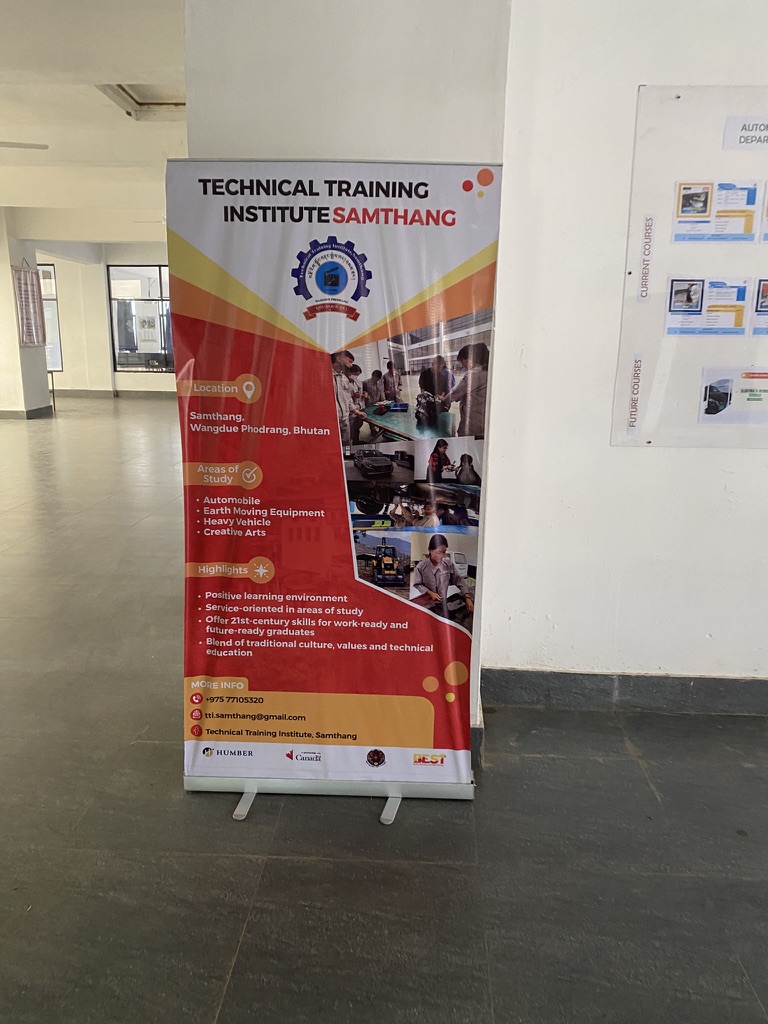 TECHNICAL TRAINING
INSTITUTE SAMTHANG
Location
Samthang,
Wangdue Phodrang, Bhutan
Areas of
Study
• Automobile
• Earth Moving Equipment
• Heavy Vehicle
• Creative Arts
Highlights
• Positive learning environment
• Service-oriented in areas of study
• Offer 21st-century skills for work-ready and
future-ready graduates
• Blend of traditional culture, values and technical
education
MORE INFO
+975 77105320
tti.samthang@gmail.com
Technical Training Institute, Samthang
HUMBER
Canada
BEST
CURRENT COURSES
FUTURE COURSES